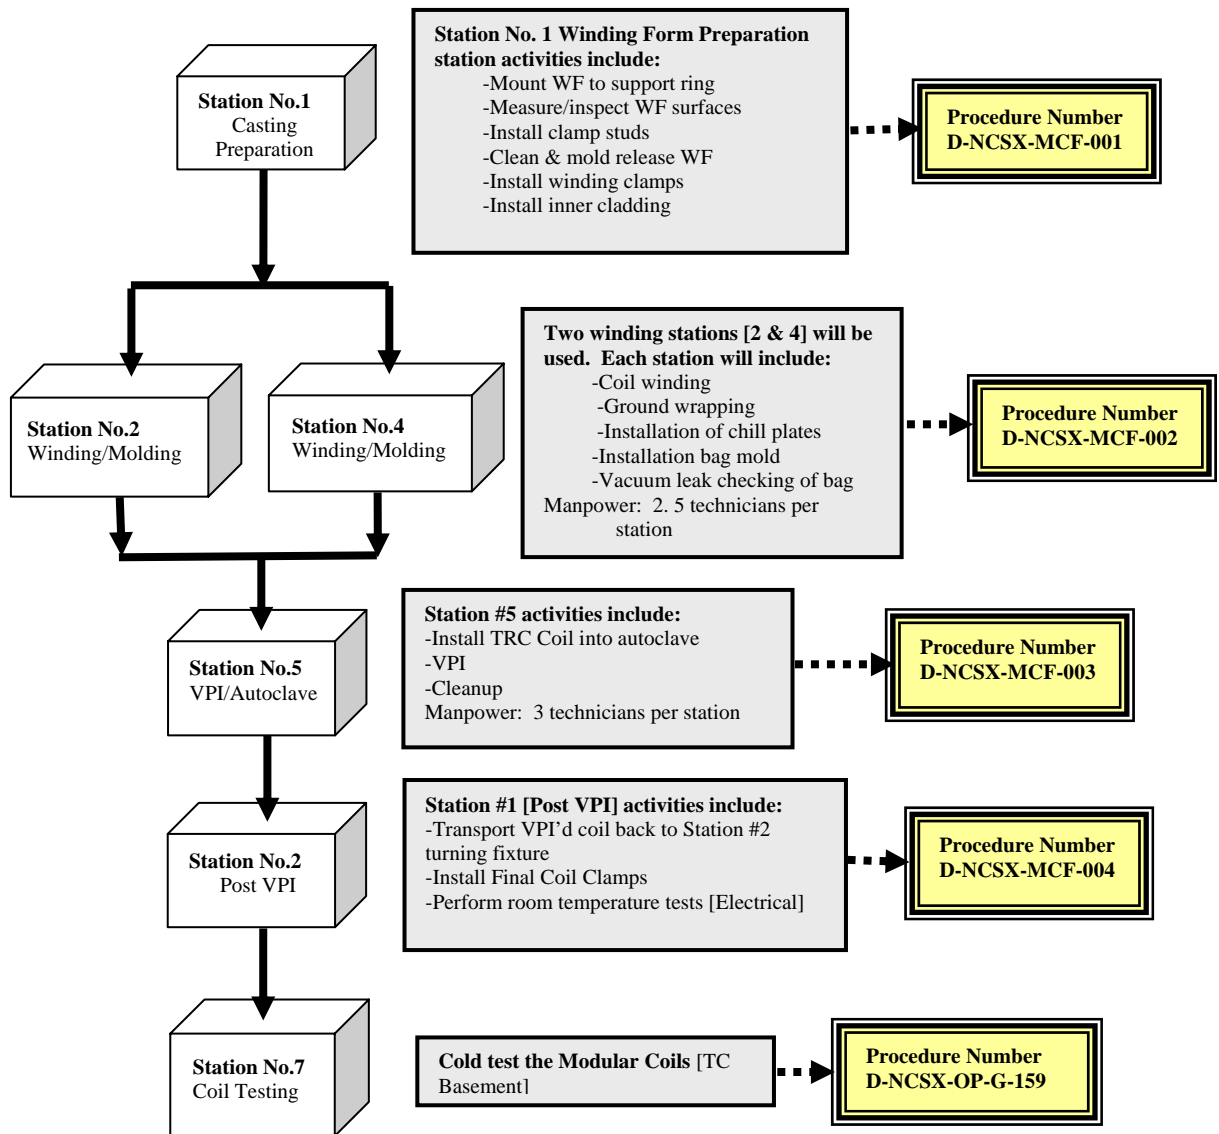 Station No.1
Casting
Preparation
Station No. 1 Winding Form Preparation
station activities include:
-Mount WF to support ring
-Measure/inspect WF surfaces
-Install clamp studs
-Clean & mold release WF
-Install winding clamps
-Install inner cladding
Procedure Number
D-NCSX-MCF-001
Station No.2
Winding/Molding
Station No.4
Winding/Molding
Two winding stations [2 & 4] will be
used.  Each station will include:
-Coil winding
-Ground wrapping
-Installation of chill plates
-Installation bag mold
-Vacuum leak checking of bag
Manpower:  2. 5 technicians per
station
Procedure Number
D-NCSX-MCF-002
Station No.5
VPI/Autoclave
Station #5 activities include:
-Install TRC Coil into autoclave
-VPI
-Cleanup
Manpower:  3 technicians per station
Procedure Number
D-NCSX-MCF-003
Station No.2
Post VPI
Station #1 [Post VPI] activities include:
-Transport VPI’d coil back to Station #2
turning fixture
-Install Final Coil Clamps
-Perform room temperature tests [Electrical]
Procedure Number
D-NCSX-MCF-004
Station No.7
Coil Testing
Cold test the Modular Coils [TC
Basement]
Procedure Number
D-NCSX-OP-G-159